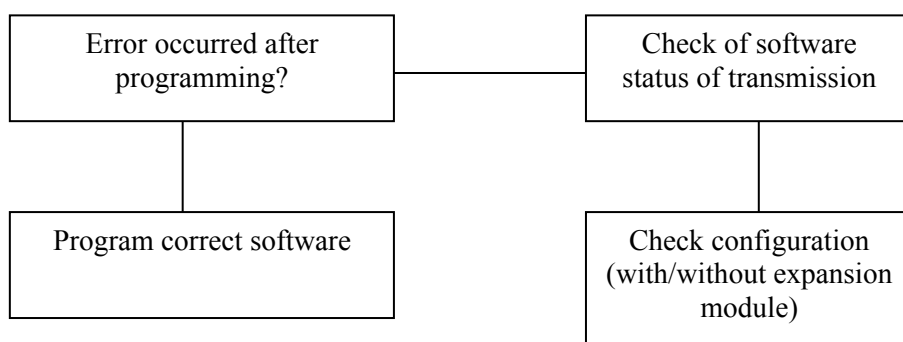 Error occurred after
programming?
Check of software
status of transmission
Program correct software
Check configuration
(with/without expansion
module)